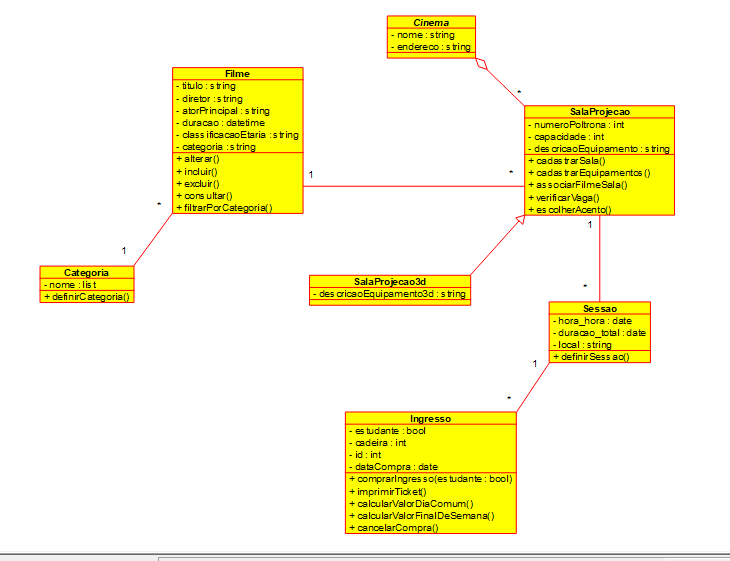 Cinema
- nome : string
- endereco : string
*
Filme
- titulo : string
- diretor : string
- atorPrincipal : string
- duracao : datetime
- classificacaoEtaria : string
- categoria : string
+ alterar()
+ incluir()
+ excluir()
+ consultar()
+ filtrarPorCategoria()
SalaProjecao
- numeroPoltrona : int
- capacidade : int
- descricaoEquipamento : string
+ cadastrarSala()
+ cadastrarEquipamentos()
+ associarFilmeSala()
+ verificarVaga()
+ escolherAcento()
1
*
*
1
1
*
Categoria
- nome : list
+ definirCategoria()
SalaProjecao3d
- descricaoEquipamento3d : string
Sessao
- hora_hora : date
- duracao_total : date
- local : string
+ definirSessao()
1
*
Ingresso
- estudante : bool
- cadeira : int
- id : int
- dataCompra : date
+ comprarIngresso(estudante : bool)
+ imprimirTicket()
+ calcularValorDiaComum()
+ calcularValorFinalDeSemana()
+ cancelarCompra()